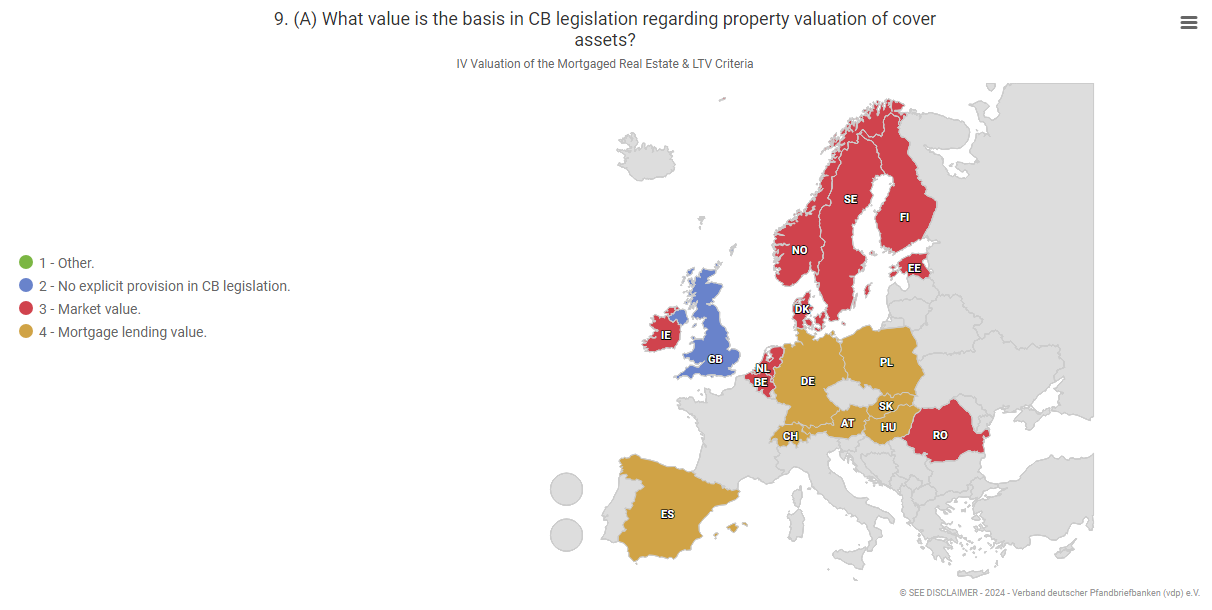 9. (A) What value is the basis in CB legislation regarding property valuation of cover
assets?
IV Valuation of the Mortgaged Real Estate & LTV Criteria
1 - Other.
2 - No explicit provision in CB legislation.
3 - Market value.
4 - Mortgage lending value.
SE
FI
NO
EE
DK
IE
GB
NL
BE
DE
PL
SK
AT
HU
CH
RO
ES
© SEE DISCLAIMER - 2024 - Verband deutscher Pfandbriefbanken (vdp) e.V.